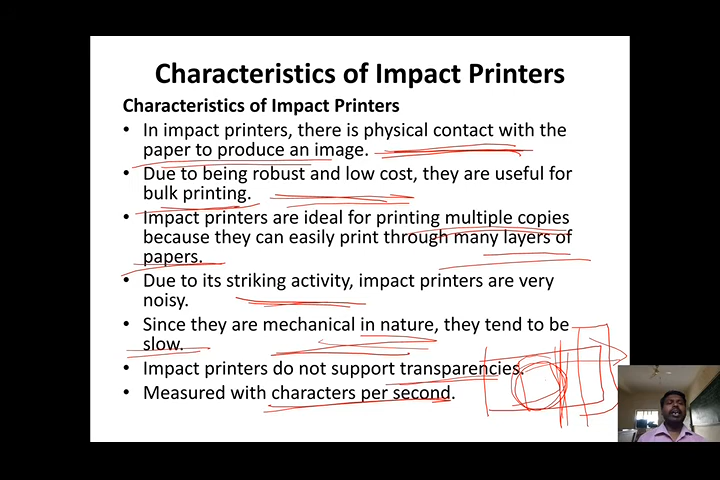 Characteristics of Impact Printers
Characteristics of Impact Printers
• In impact printers, there is physical contact with the
paper to produce an image.
• Due to being robust and low cost, they are useful for
bulk printing.
• Impact printers are ideal for printing multiple copies
because they can easily print through many layers of
papers.
• Due to its striking activity, impact printers are very
noisy.
• Since they are mechanical in nature, they tend to be
slow.
• Impact printers do not support transparencies.
• Measured with characters per second.